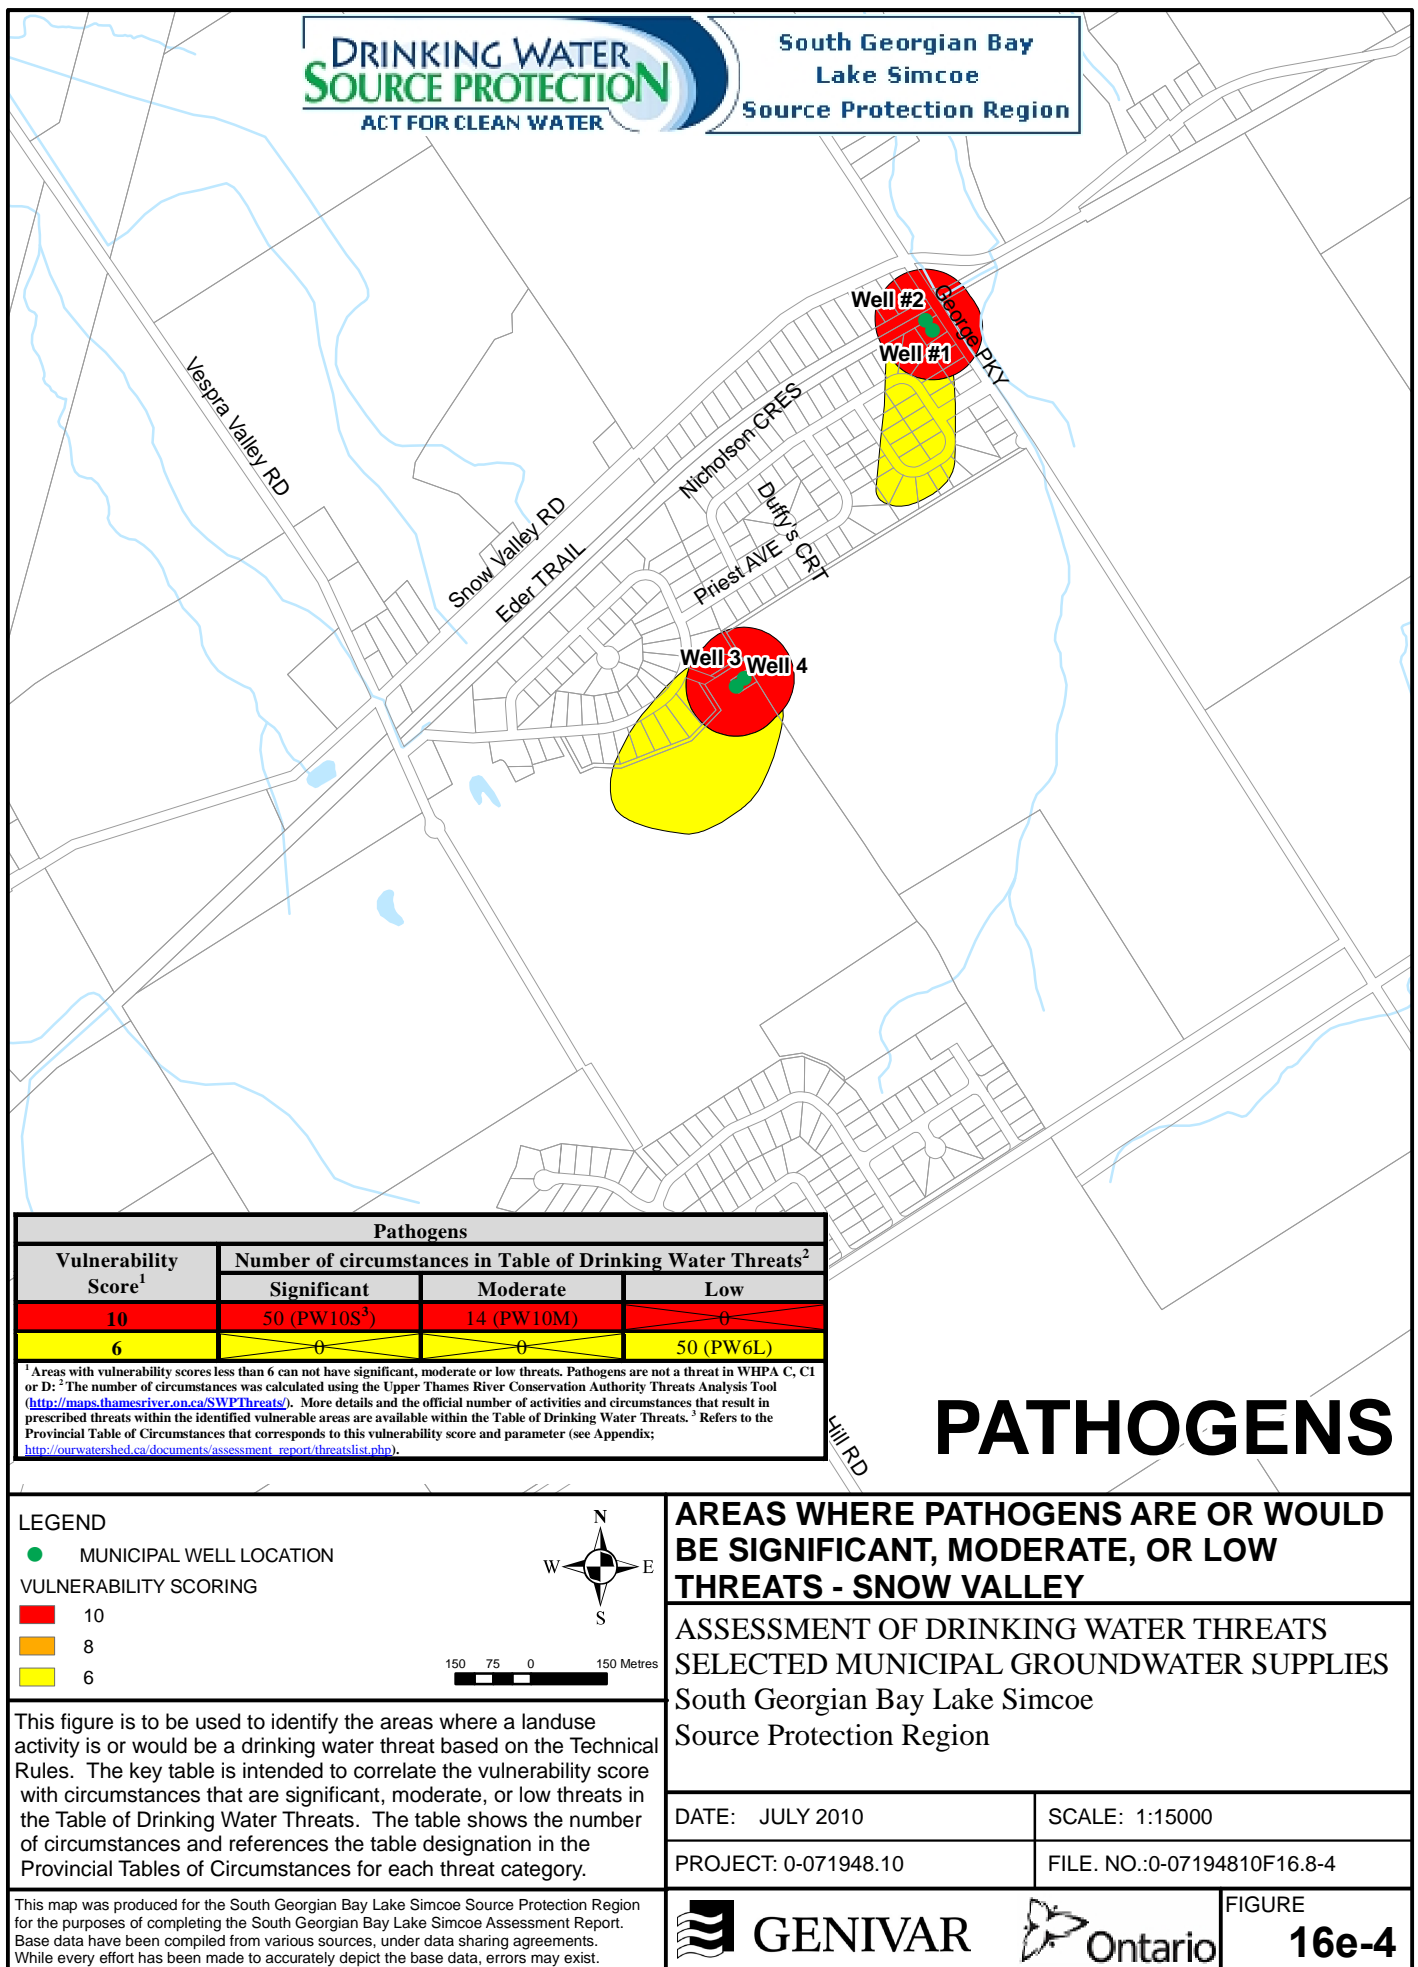 DRINKING WATER
SOURCE PROTECTION
ACT FOR CLEAN WATER
South Georgian Bay
Lake Simcoe
Source Protection Region
Well #2
George PKY
Well #1
Vespra Valley RD
Nicholson CRES
Snow Valley RD
Eder TRAIL
Duffy's CRT
Priest AVE
Well 3
Well 4
Hill RD
Pathogens
Vulnerability Score1
Number of circumstances in Table of Drinking Water Threats2
Significant Moderate Low
10 50 (PW10S3) 14 (PW10M) 0
6 0 0 50 (PW6L)
1 Areas with vulnerability scores less than 6 can not have significant, moderate or low threats. Pathogens are not a threat in WHPA C, C1
or D: 2 The number of circumstances was calculated using the Upper Thames River Conservation Authority Threats Analysis Tool
(http://maps.thamesriver.on.ca/SWPThreats/). More details and the official number of activities and circumstances that result in
prescribed threats within the identified vulnerable areas are available within the Table of Drinking Water Threats. 3 Refers to the
Provincial Table of Circumstances that corresponds to this vulnerability score and parameter (see Appendix;
http://ourwatershed.ca/documents/assessment_report/threatslist.php).
PATHOGENS
LEGEND
MUNICIPAL WELL LOCATION
VULNERABILITY SCORING
10
8
6
N
W E
S
150 75 0 150 Metres
This figure is to be used to identify the areas where a landuse
activity is or would be a drinking water threat based on the Technical
Rules. The key table is intended to correlate the vulnerability score
with circumstances that are significant, moderate, or low threats in
the Table of Drinking Water Threats. The table shows the number
of circumstances and references the table designation in the
Provincial Tables of Circumstances for each threat category.
This map was produced for the South Georgian Bay Lake Simcoe Source Protection Region
for the purposes of completing the South Georgian Bay Lake Simcoe Assessment Report.
Base data have been compiled from various sources, under data sharing agreements.
While every effort has been made to accurately depict the base data, errors may exist.
AREAS WHERE PATHOGENS ARE OR WOULD
BE SIGNIFICANT, MODERATE, OR LOW
THREATS - SNOW VALLEY
ASSESSMENT OF DRINKING WATER THREATS
SELECTED MUNICIPAL GROUNDWATER SUPPLIES
South Georgian Bay Lake Simcoe
Source Protection Region
DATE: JULY 2010
SCALE: 1:15000
PROJECT: 0-071948.10
FILE. NO.:0-07194810F16.8-4
GENIVAR
Ontario
FIGURE
16e-4